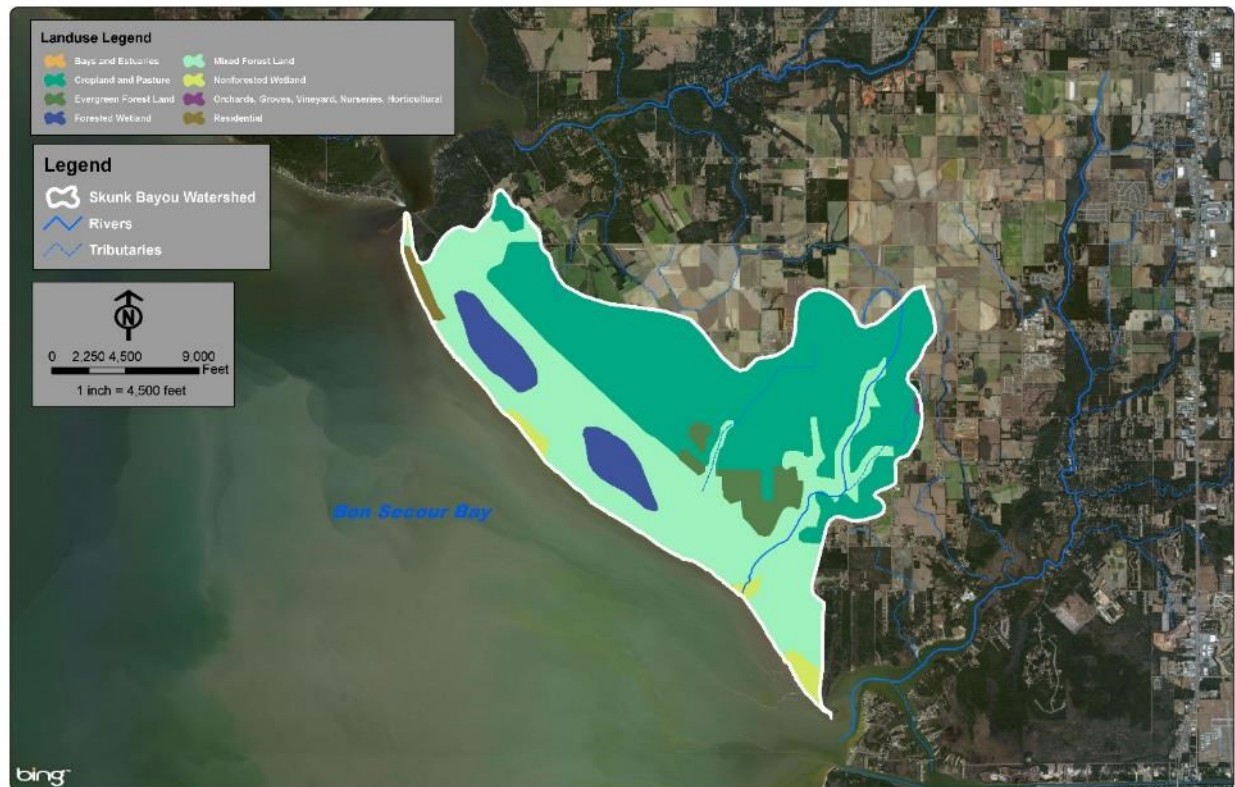 Landuse Legend
Bays and Estuaries
Mixed Forest Land
Cropland and Pasture
Nonforested Wetland
Evergreen Forest Land
Orchards, Groves, Vineyard, Nurseries, Horticultural
Forested Wetland
Residential
Legend
Skunk Bayou Watershed
Rivers
Tributaries
N
0 2,250 4,500 9,000
Feet
1 inch = 4,500 feet
Bon Secour Bay
bing™